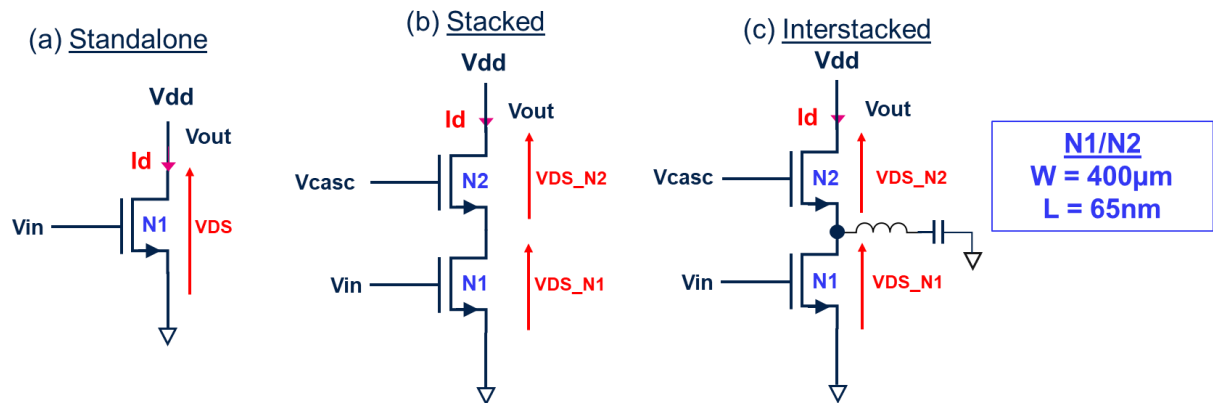 (a) Standalone
Vdd
Vout
Id
N1
Vin
VDS
(b) Stacked
Vdd
Id
Vout
Vcasc
N2
VDS_N2
Vin
N1
VDS_N1
(c) Interstacked
Vdd
Id
Vout
Vcasc
N2
VDS_N2
Vin
N1
VDS_N1
N1/N2
W = 400µm
L = 65nm